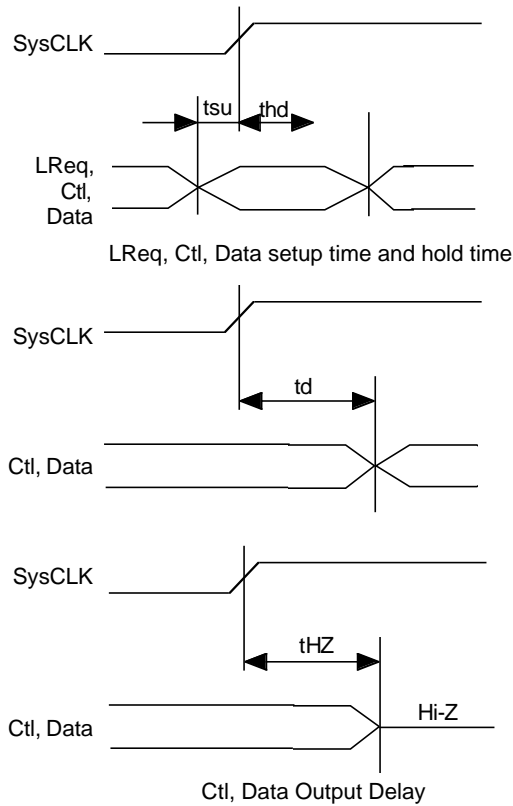 SysCLK
tsu thd
LReq,
Ctl,
Data
LReq, Ctl, Data setup time and hold time
SysCLK
td
Ctl, Data
SysCLK
tHZ
Ctl, Data
Hi-Z
Ctl, Data Output Delay